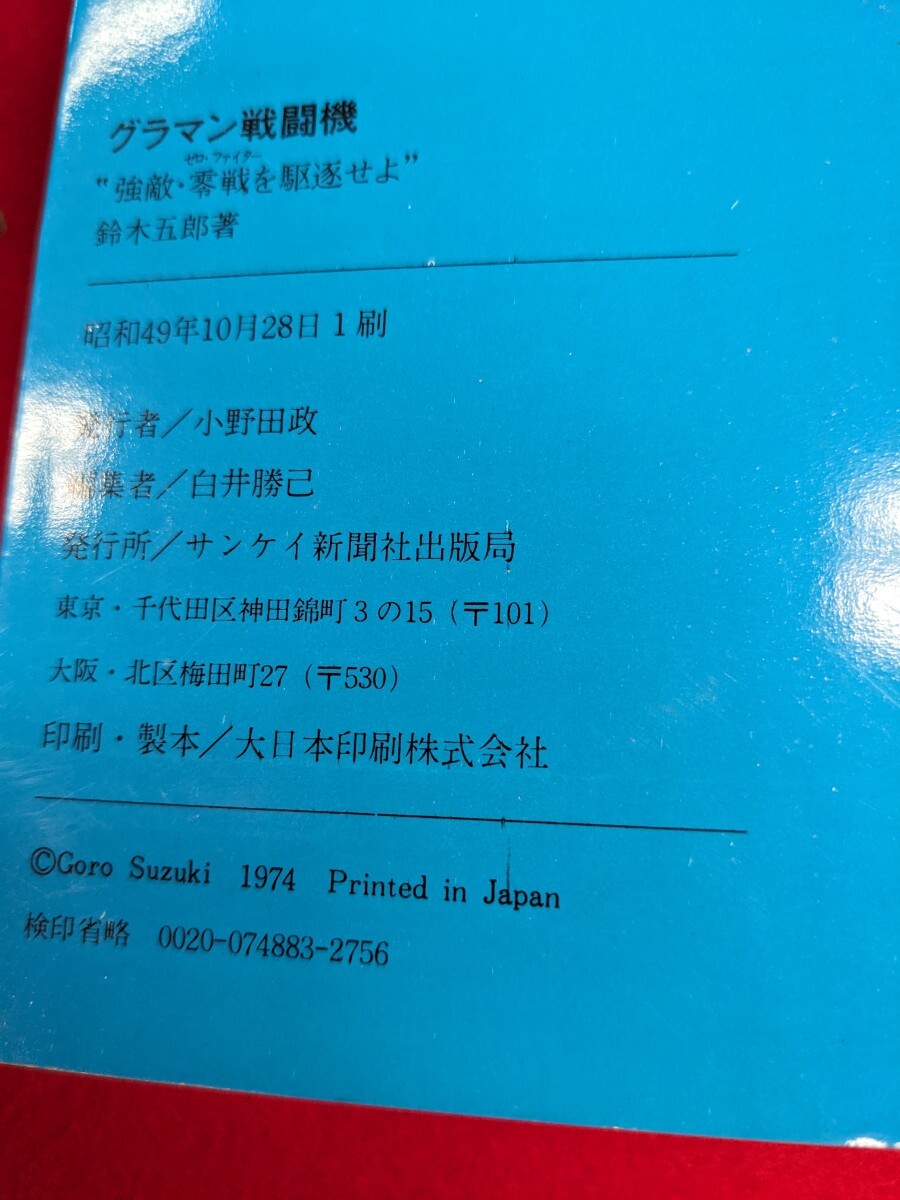 グラマン戦闘機
ゼロ・ファイター
“強敵・零戦を駆逐せよ”
鈴木五郎著
昭和49年10月28日1刷
発行者/小野田政
編集者/白井勝己
発行所/サンケイ新聞社出版局
東京・千代田区神田錦町3の15(〒101)
大阪・北区梅田町27(〒530)
印刷・製本/大日本印刷株式会社
©Goro Suzuki 1974 Printed in Japan
検印省略 0020-074883-2756